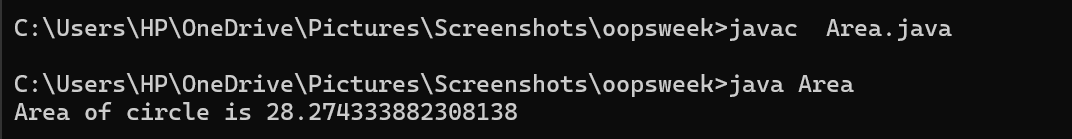 C:\Users\HP\OneDrive\Pictures\Screenshots\oopsweek>javac  Area.java
C:\Users\HP\OneDrive\Pictures\Screenshots\oopsweek>java Area
Area of circle is 28.274333882308138